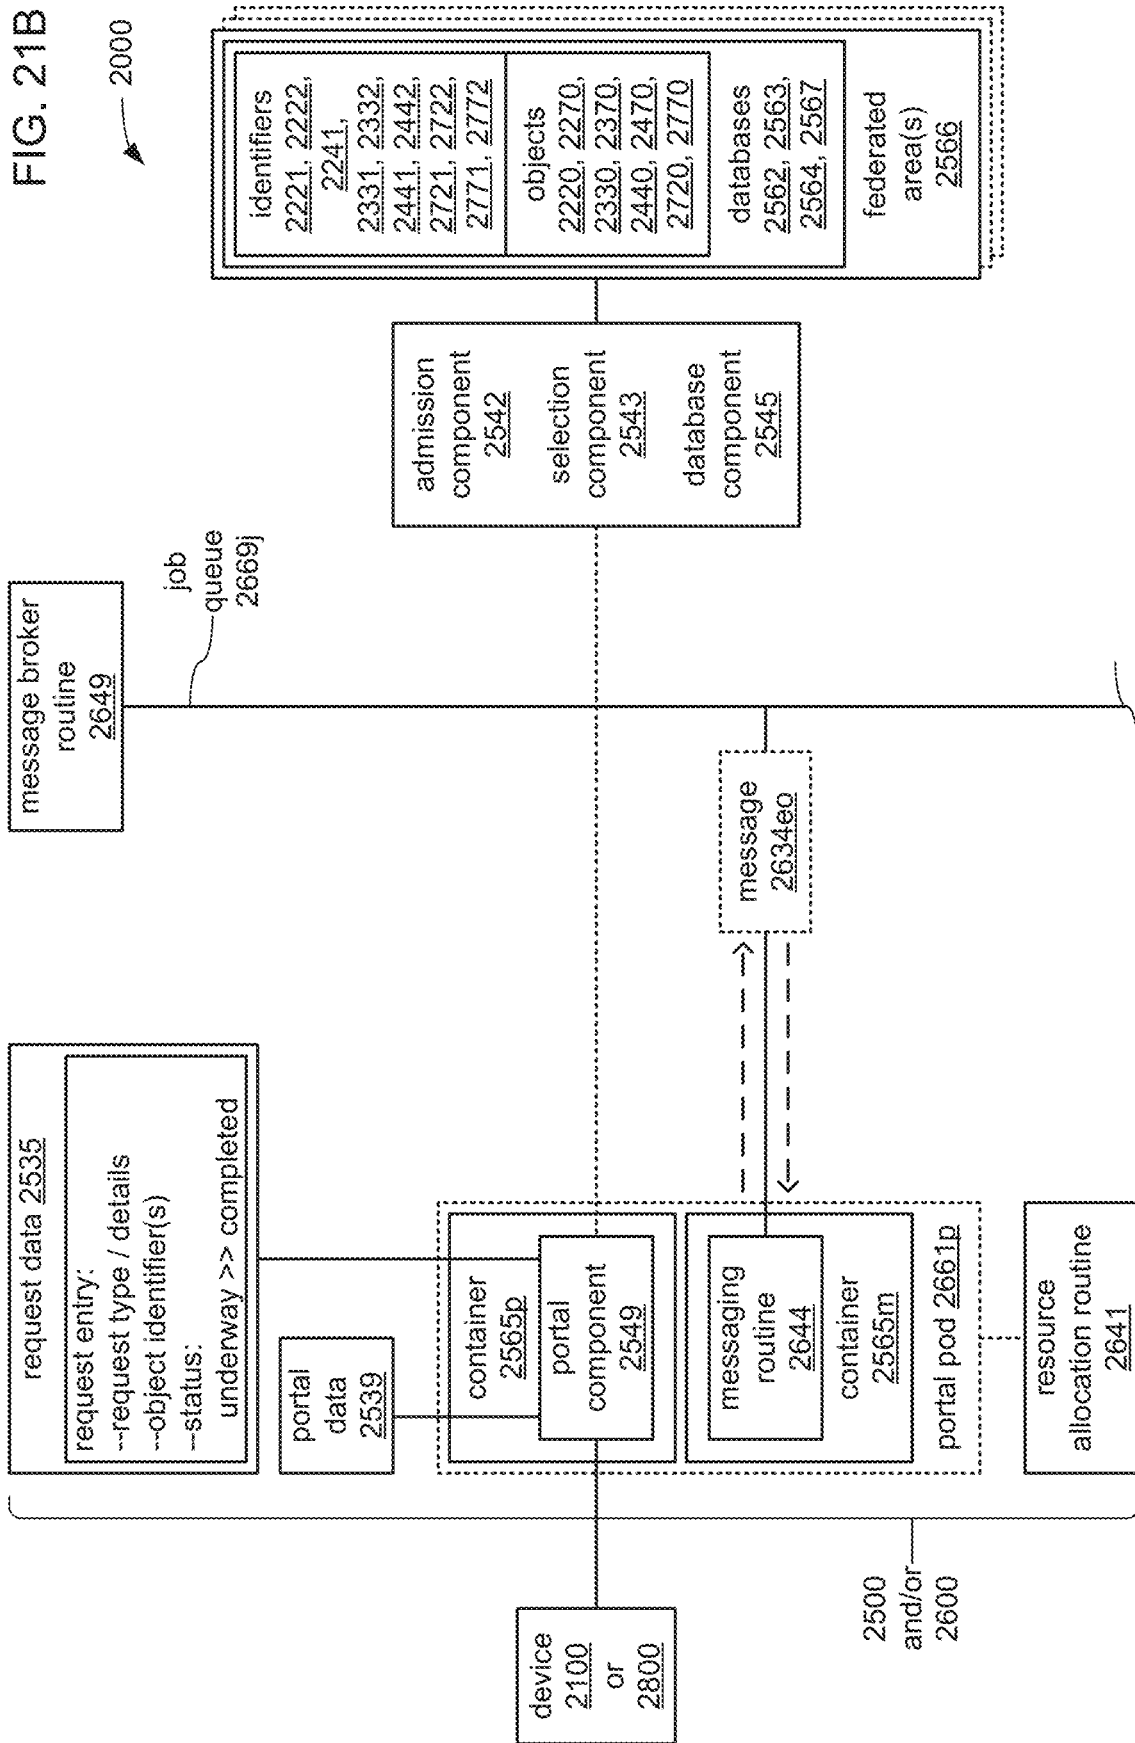 FIG. 21B
2000
request data 2535
request entry:
--request type / details
--object identifier(s)
--status:
underway >> completed
message broker
routine
2649
job
queue
2669j
portal
data
2539
device
2100
or
2800
container
2565p
portal
component
2549
messaging
routine
2644
container
2565m
portal pod 2661p
resource
allocation routine
2641
2500
and/or
2600
message
2634eo
admission
component
2542
selection
component
2543
database
component
2545
identifiers
2221, 2222,
2241,
2331, 2332,
2441, 2442,
2721, 2722,
2771, 2772
objects
2220, 2270,
2330, 2370,
2440, 2470,
2720, 2770
databases
2562, 2563,
2564, 2567
federated
area(s)
2566